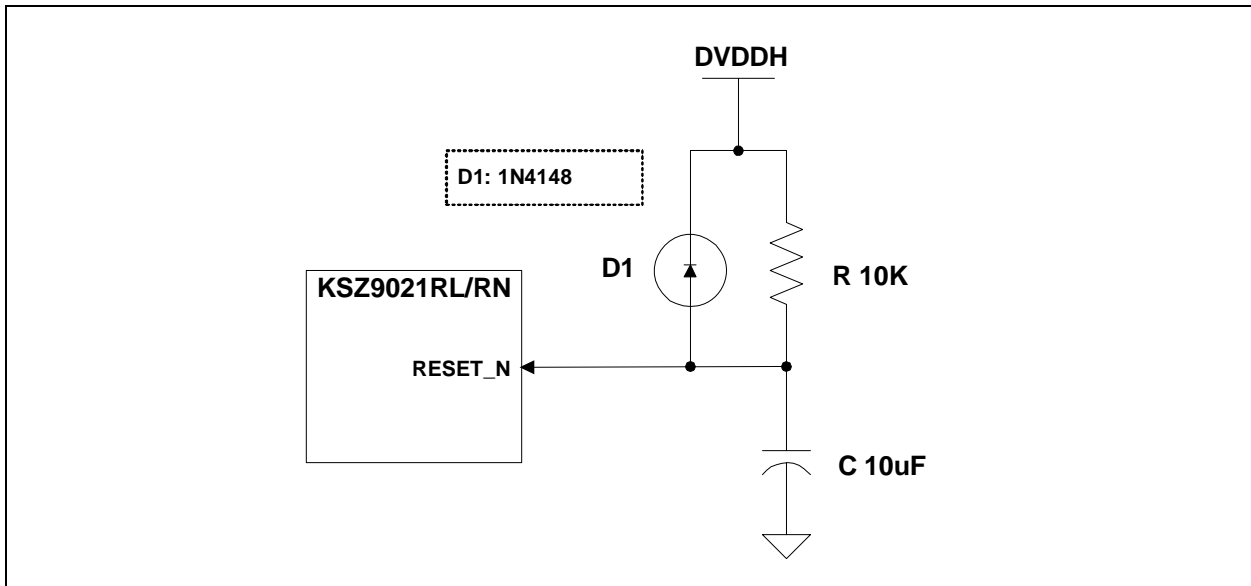 DVDDH
D1: 1N4148
D1
R 10K
KSZ9021RL/RN
RESET_N
C 10uF